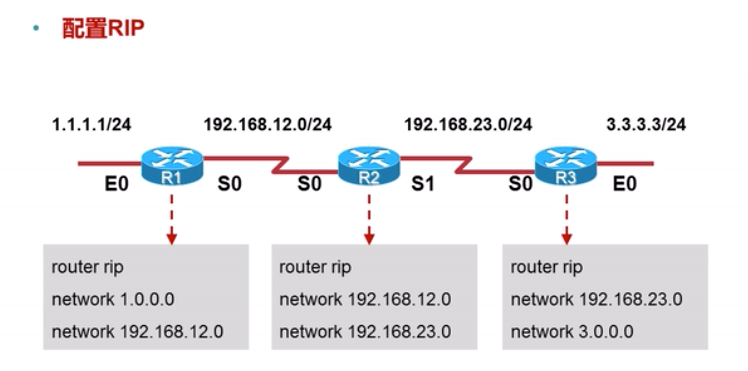 • 配置RIP
1.1.1.1/24 192.168.12.0/24 192.168.23.0/24 3.3.3.3/24
E0 R1 S0 S0 R2 S1 S0 R3 E0
router rip
network 1.0.0.0
network 192.168.12.0
router rip
network 192.168.12.0
network 192.168.23.0
router rip
network 192.168.23.0
network 3.0.0.0